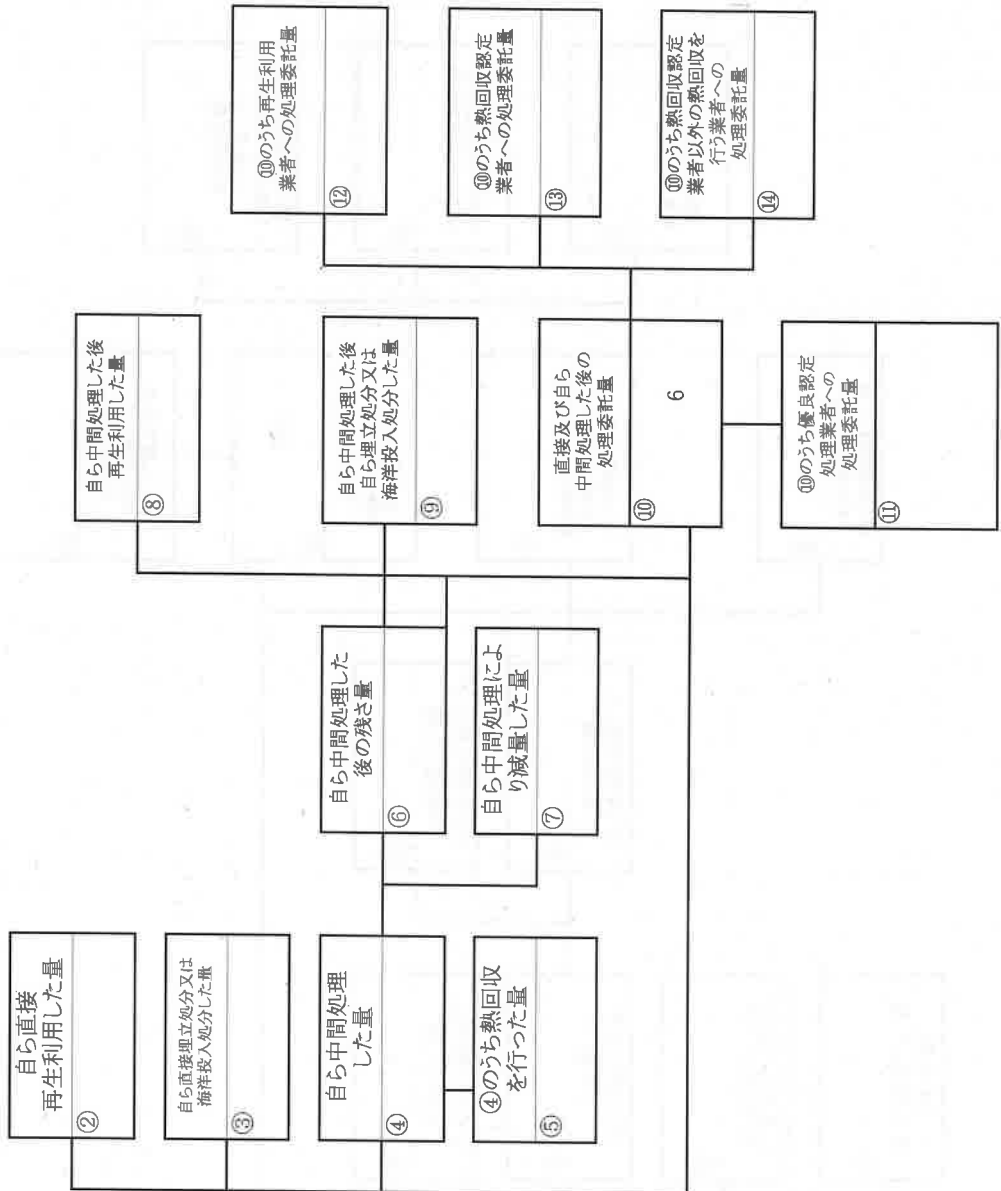 ②
自ら直接
再生利用した量
③
自ら直接埋立処分又は
海洋投入処分した量
④
自ら中間処理
した量
⑤
④のうち熱回収
を行った量
⑥
自ら中間処理した
後の残さ量
⑦
自ら中間処理によ
り減量した量
⑧
自ら中間処理した後
再生利用した量
⑨
自ら中間処理した後
自ら埋立処分又は
海洋投入処分した量
⑩
直接及び自ら
中間処理した後の
処理委託量
6
⑪
⑩のうち優良認定
処理業者への
処理委託量
⑫
⑩のうち再生利用
業者への処理委託量
⑬
⑩のうち熱回収認定
業者への処理委託量
⑭
⑩のうち熱回収認定
業者以外の熱回収を
行う業者への
処理委託量